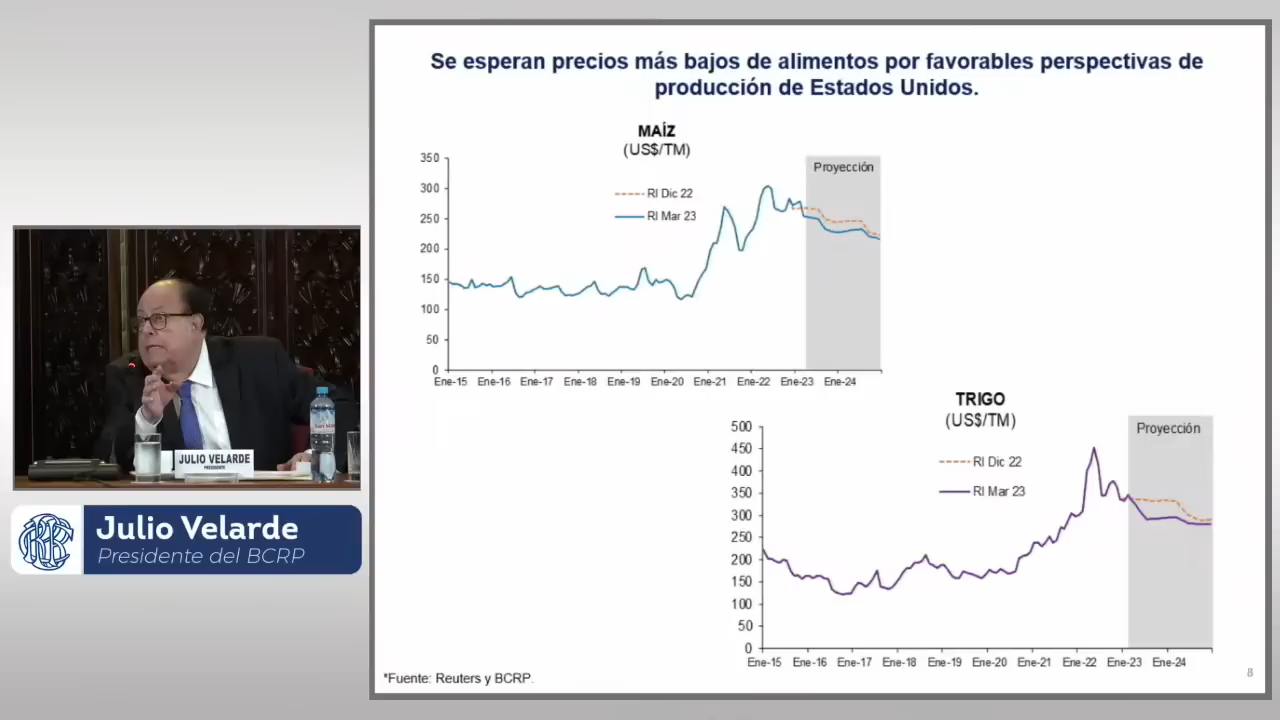 Se esperan precios más bajos de alimentos por favorables perspectivas de
producción de Estados Unidos.
MAÍZ
(US$/TM)
350
300
250
200
150
100
50
0
RI Dic 22
RI Mar 23
Proyección
Ene-15 Ene-16 Ene-17 Ene-18 Ene-19 Ene-20 Ene-21 Ene-22 Ene-23 Ene-24
TRIGO
(US$/TM)
500
450
400
350
300
250
200
150
100
50
0
RI Dic 22
RI Mar 23
Proyección
Ene-15 Ene-16 Ene-17 Ene-18 Ene-19 Ene-20 Ene-21 Ene-22 Ene-23 Ene-24
*Fuente: Reuters y BCRP.
8
JULIO VELARDE
PRESIDENTE
Julio Velarde
Presidente del BCRP